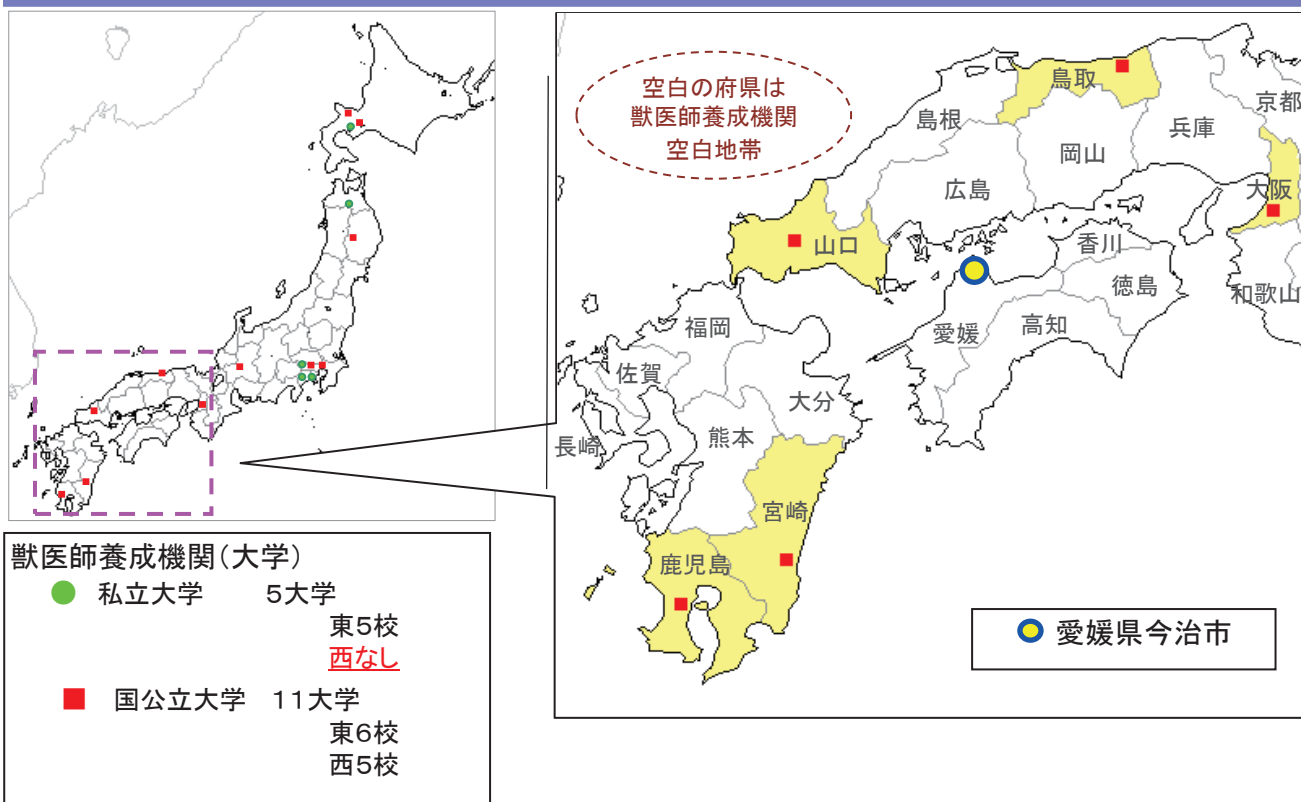 空白の府県は
獣医師養成機関
空白地帯
鳥取
島根
京都
兵庫
岡山
広島
大阪
山口
香川
徳島
和歌山
愛媛
高知
福岡
佐賀
大分
長崎
熊本
宮崎
鹿児島
愛媛県今治市
獣医師養成機関(大学)
私立大学 5大学
東5校
西なし
国公立大学 11大学
東6校
西5校